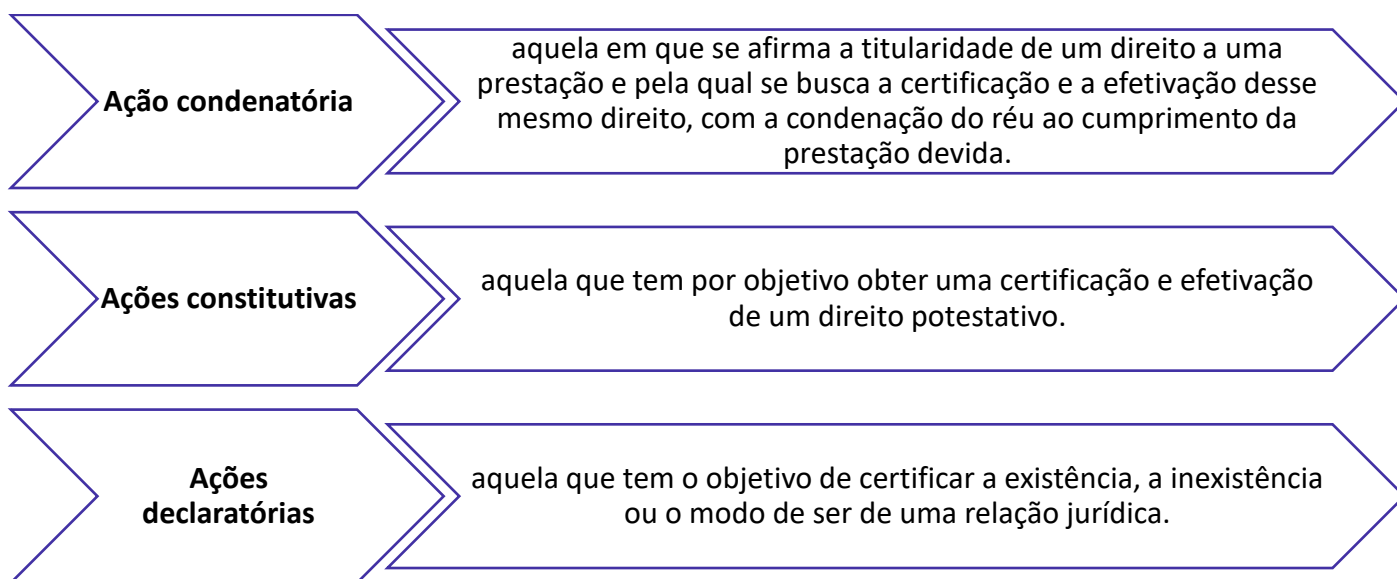 Ação condenatória
aquela em que se afirma a titularidade de um direito a uma
prestação e pela qual se busca a certificação e a efetivação desse
mesmo direito, com a condenação do réu ao cumprimento da
prestação devida.
Ações constitutivas
aquela que tem por objetivo obter uma certificação e efetivação
de um direito potestativo.
Ações
declaratórias
aquela que tem o objetivo de certificar a existência, a inexistência
ou o modo de ser de uma relação jurídica.